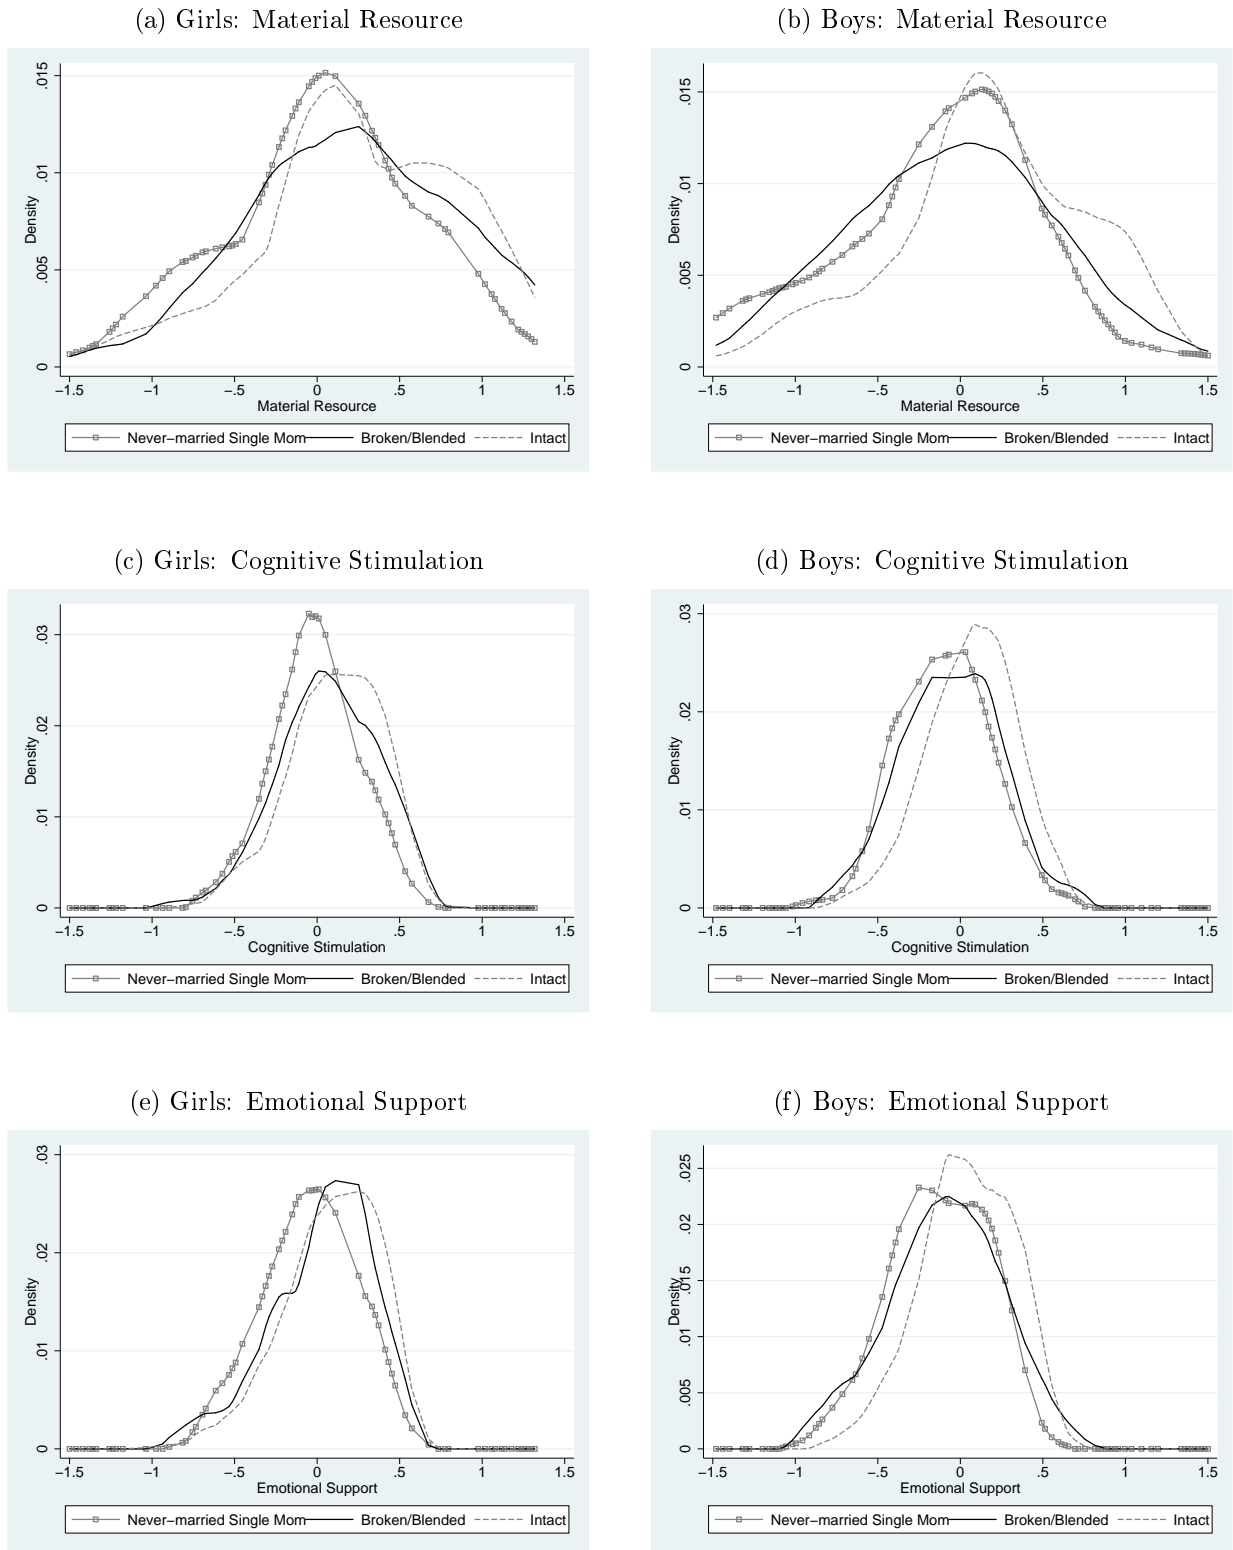 (a) Girls: Material Resource
Density
.015
.01
.005
0
−1.5 −1 −.5 0 .5 1 1.5
Material Resource
Never−married Single Mom Broken/Blended Intact
(b) Boys: Material Resource
Density
.015
.01
.005
0
−1.5 −1 −.5 0 .5 1 1.5
Material Resource
Never−married Single Mom Broken/Blended Intact
(c) Girls: Cognitive Stimulation
Density
.03
.02
.01
0
−1.5 −1 −.5 0 .5 1 1.5
Cognitive Stimulation
Never−married Single Mom Broken/Blended Intact
(d) Boys: Cognitive Stimulation
Density
.03
.02
.01
0
−1.5 −1 −.5 0 .5 1 1.5
Cognitive Stimulation
Never−married Single Mom Broken/Blended Intact
(e) Girls: Emotional Support
Density
.03
.02
.01
0
−1.5 −1 −.5 0 .5 1 1.5
Emotional Support
Never−married Single Mom Broken/Blended Intact
(f) Boys: Emotional Support
Density
.025
.02
.015
.01
.005
0
−1.5 −1 −.5 0 .5 1 1.5
Emotional Support
Never−married Single Mom Broken/Blended Intact